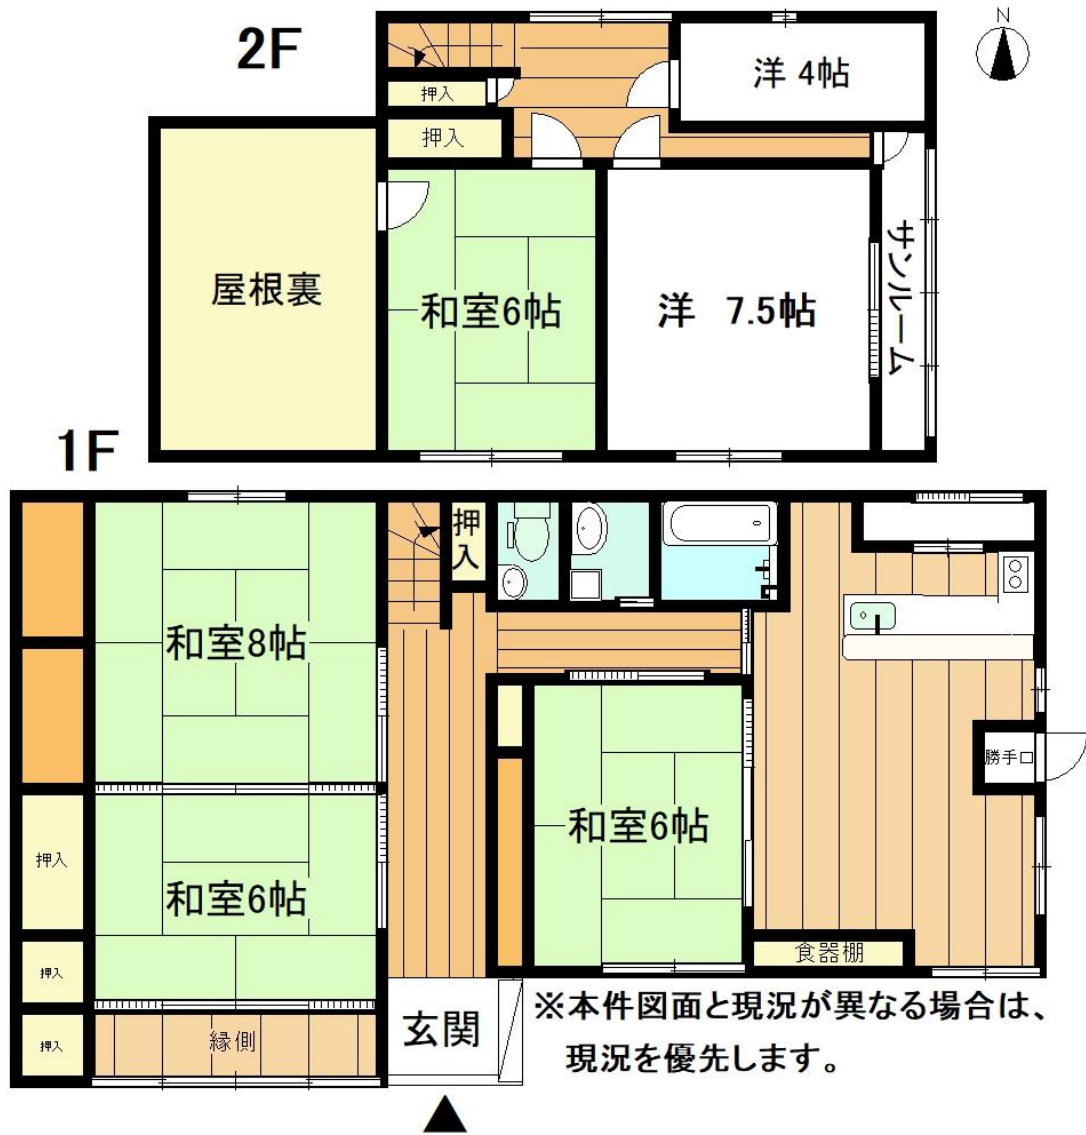 2F
N
洋 4帖
押入
押入
屋根裏
和室6帖
洋 7.5帖
サンルーム
1F
押入
和室8帖
勝手口
押入
和室6帖
和室6帖
押入
食器棚
押入
縁側
玄関
※本件図面と現況が異なる場合は、
現況を優先します。